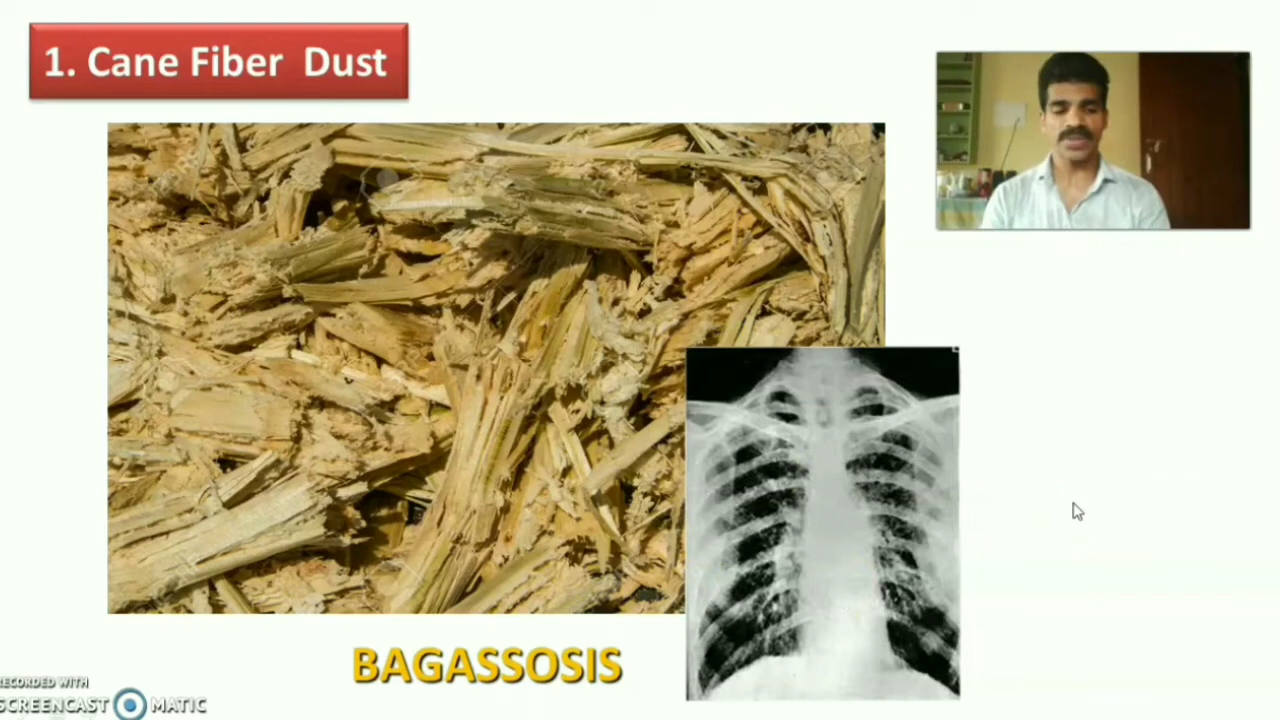 1. Cane Fiber Dust
BAGASSOSIS
RECORDED WITH
SCREENCAST MATIC